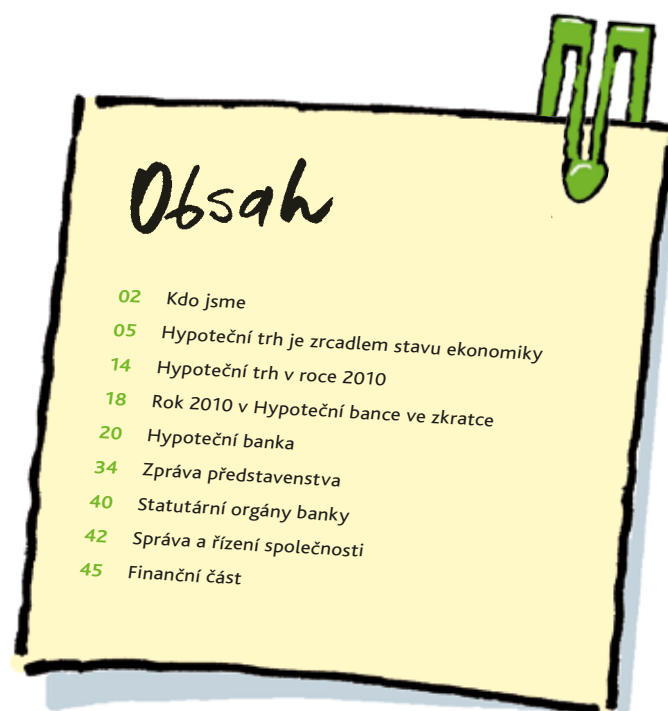 Obsah
02 Kdo jsme
05 Hypoteční trh je zrcadlem stavu ekonomiky
14 Hypoteční trh v roce 2010
18 Rok 2010 v Hypoteční bance ve zkratce
20 Hypoteční banka
34 Zpráva představenstva
40 Statutární orgány banky
42 Správa a řízení společnosti
45 Finanční část